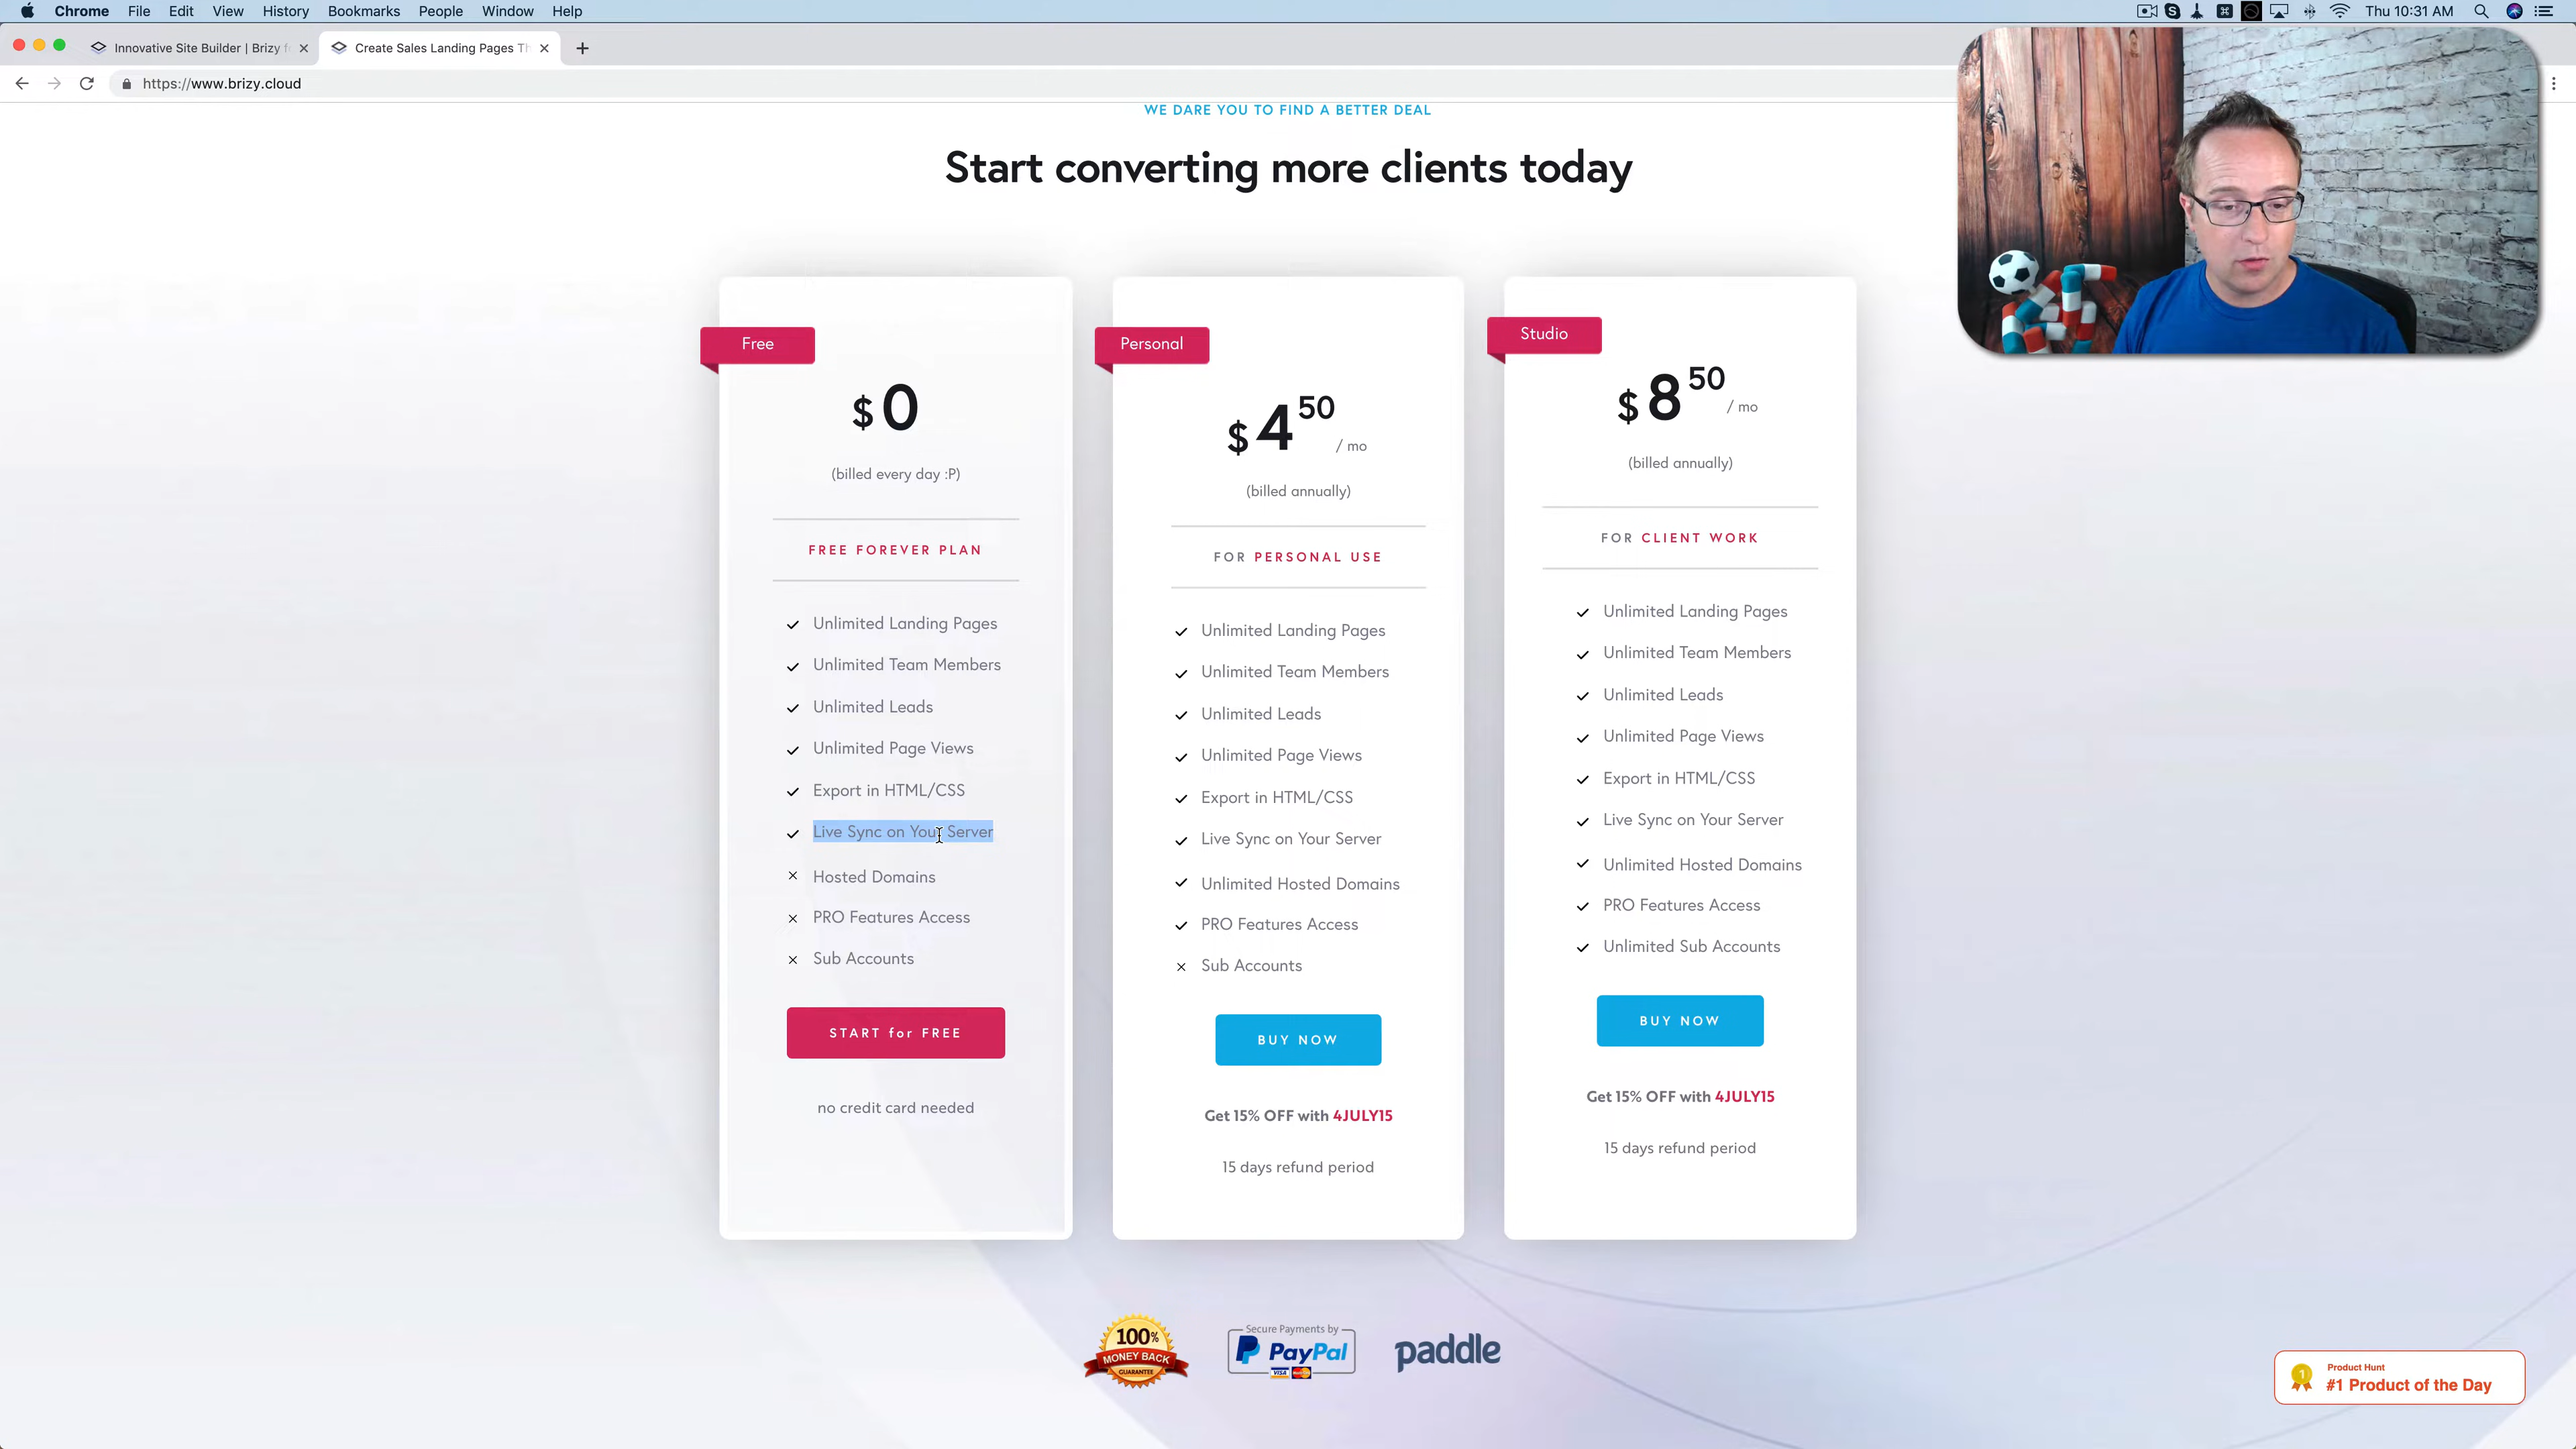 Chrome File Edit View History Bookmarks People Window Help
Thu 10:31 AM
Innovative Site Builder | Brizy f
Create Sales Landing Pages Th
https://www.brizy.cloud
WE DARE YOU TO FIND A BETTER DEAL
Start converting more clients today
Free
$0
(billed every day :P)
FREE FOREVER PLAN
Unlimited Landing Pages
Unlimited Team Members
Unlimited Leads
Unlimited Page Views
Export in HTML/CSS
Live Sync on Your Server
Hosted Domains
PRO Features Access
Sub Accounts
START for FREE
no credit card needed
Personal
$4 50 / mo
(billed annually)
FOR PERSONAL USE
Unlimited Landing Pages
Unlimited Team Members
Unlimited Leads
Unlimited Page Views
Export in HTML/CSS
Live Sync on Your Server
Unlimited Hosted Domains
PRO Features Access
Sub Accounts
BUY NOW
Get 15% OFF with 4JULY15
15 days refund period
Studio
$8 50 / mo
(billed annually)
FOR CLIENT WORK
Unlimited Landing Pages
Unlimited Team Members
Unlimited Leads
Unlimited Page Views
Export in HTML/CSS
Live Sync on Your Server
Unlimited Hosted Domains
PRO Features Access
Unlimited Sub Accounts
BUY NOW
Get 15% OFF with 4JULY15
15 days refund period
100%
MONEY BACK
GUARANTEE
Secure Payments by
PayPal
VISA MasterCard
paddle
Product Hunt
1
#1 Product of the Day